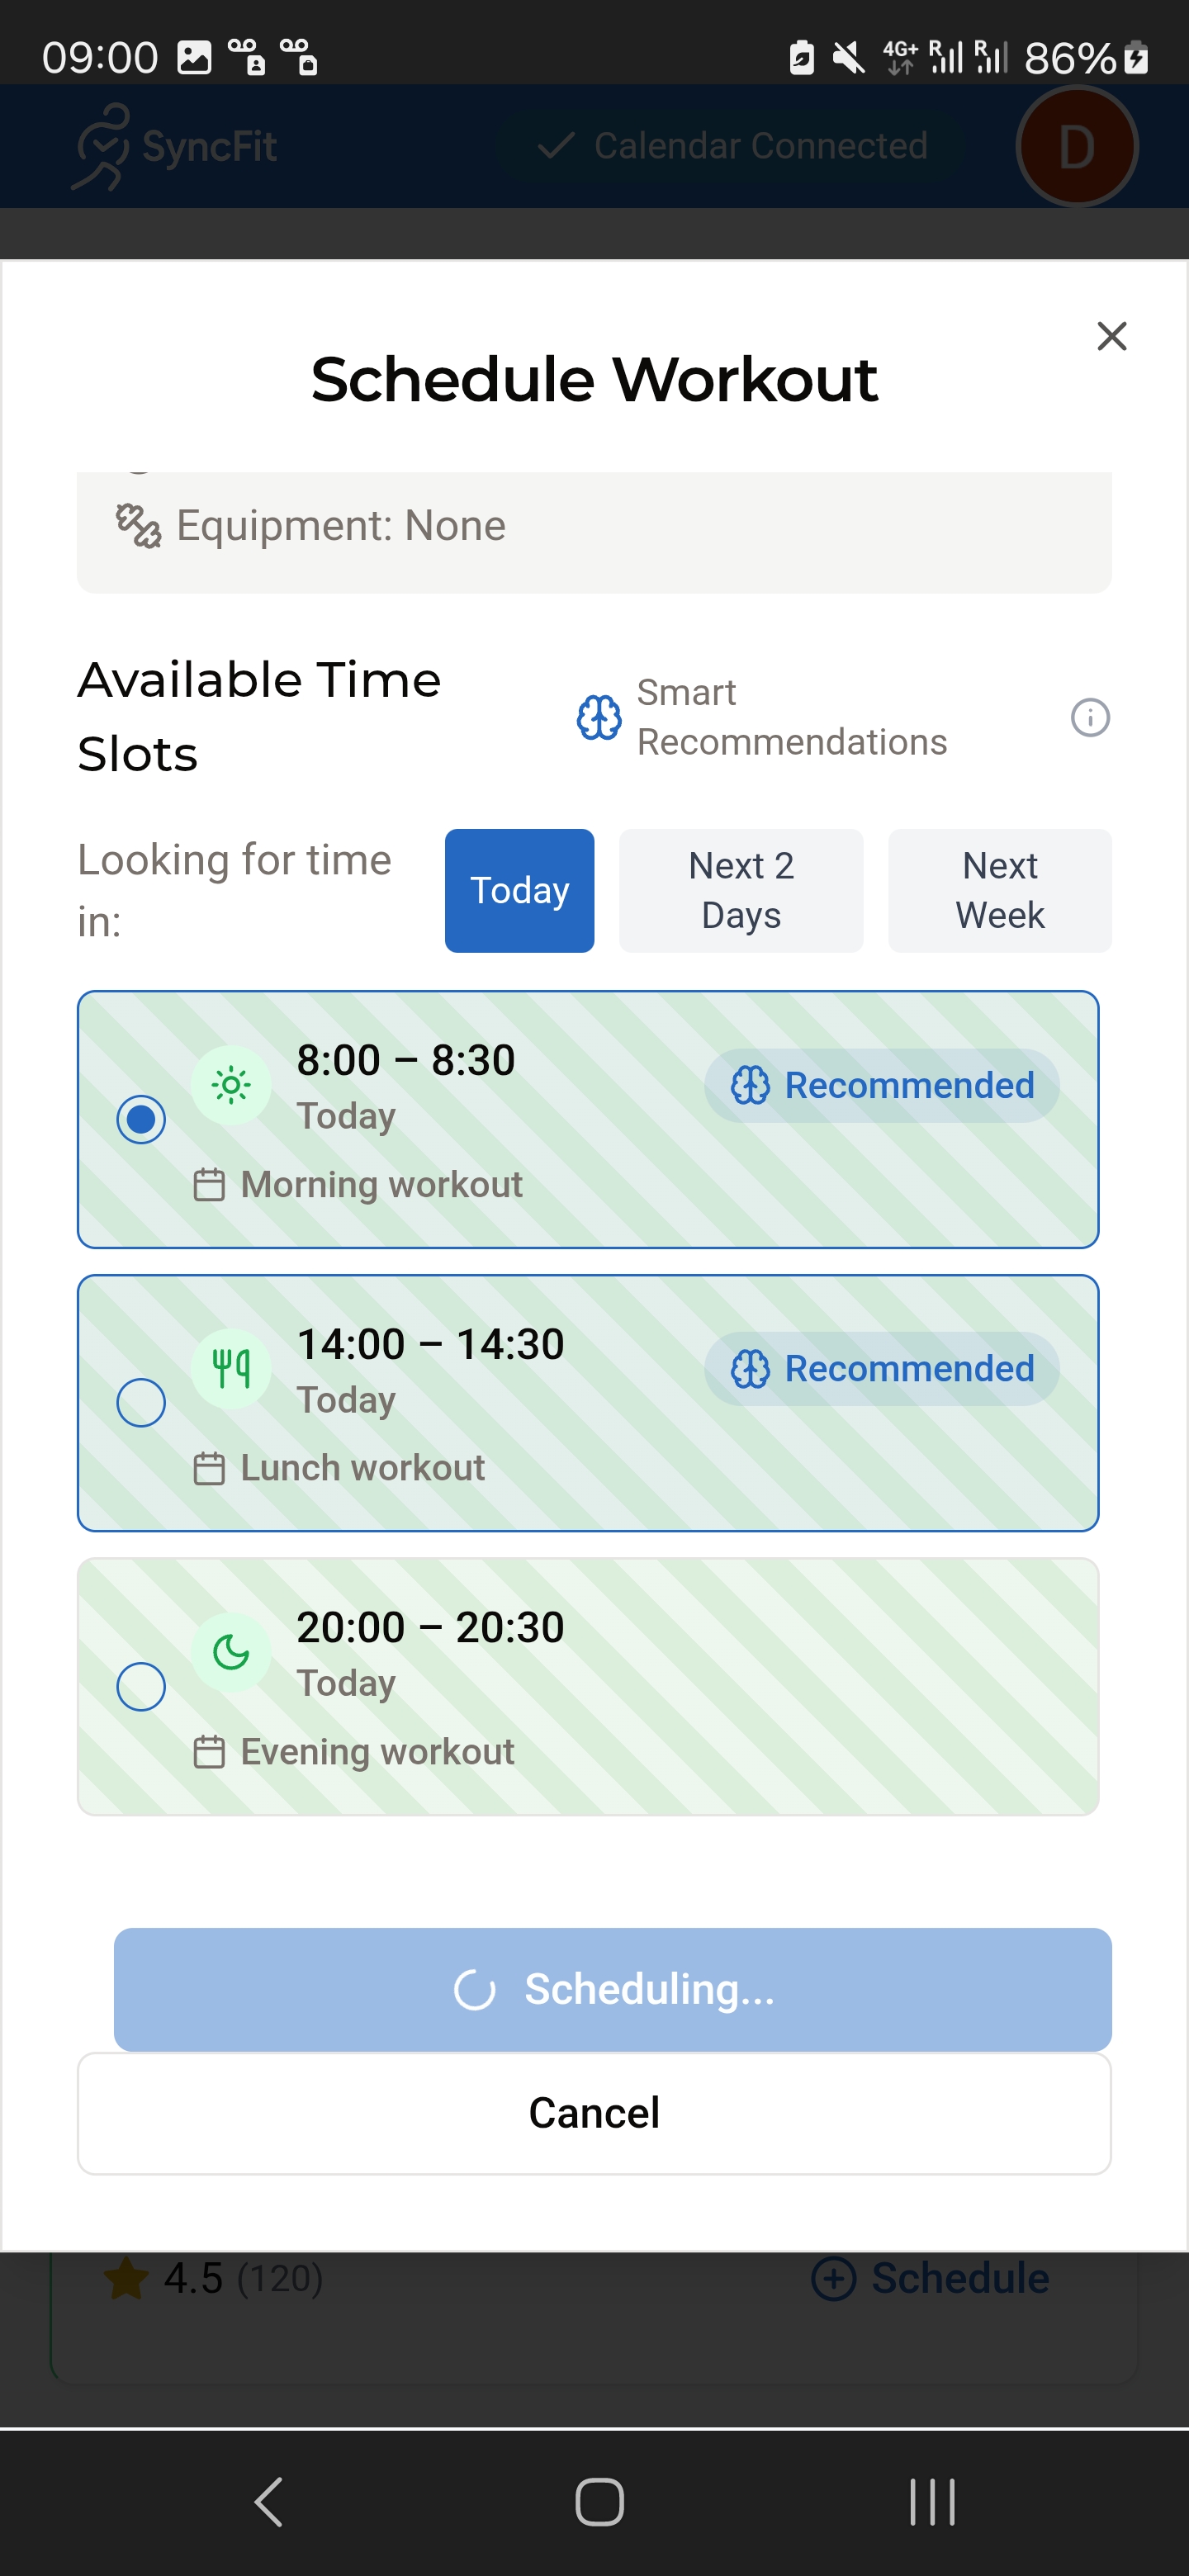 09:00
4G+
R
R
86%
SyncFit
Calendar Connected
D
Schedule Workout
Equipment: None
Available Time
Slots
Smart
Recommendations
Looking for time
in:
Today
Next 2
Days
Next
Week
8:00 – 8:30
Today
Recommended
Morning workout
14:00 – 14:30
Today
Recommended
Lunch workout
20:00 – 20:30
Today
Evening workout
Scheduling...
Cancel
4.5 (120)
Schedule